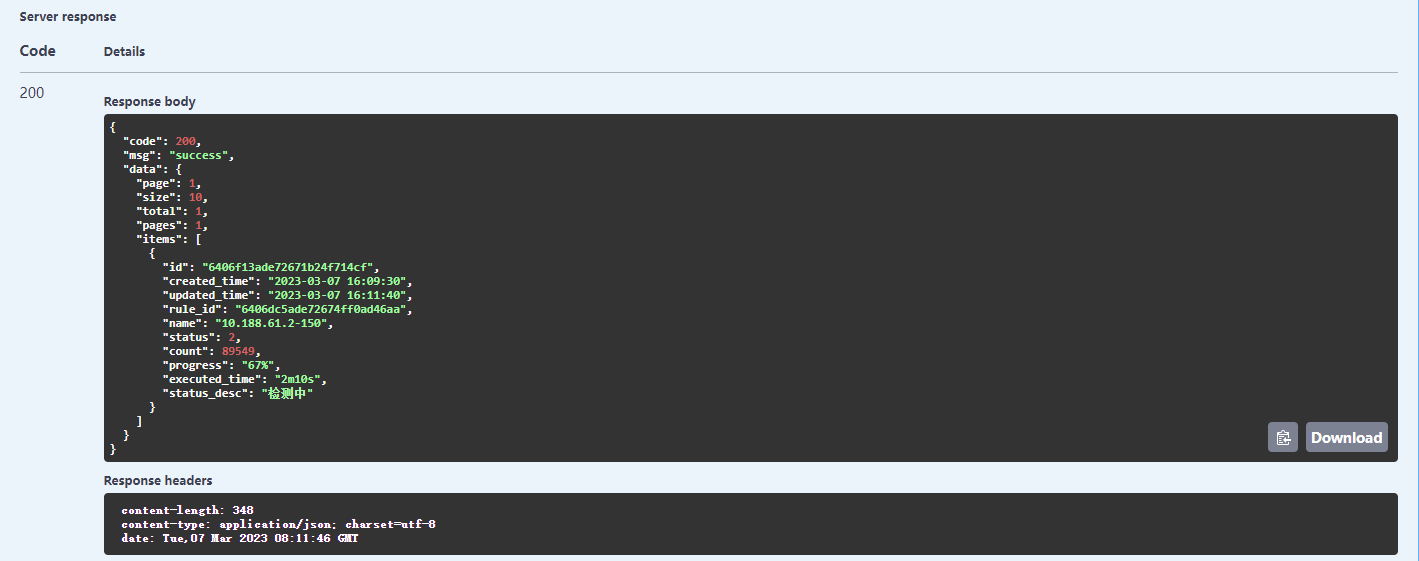 Server response
Code Details
200
Response body
{
"code": 200,
"msg": "success",
"data": {
"page": 1,
"size": 10,
"total": 1,
"pages": 1,
"items": [
{
"id": "6406f13ade72671b24f714cf",
"created_time": "2023-03-07 16:09:30",
"updated_time": "2023-03-07 16:11:40",
"rule_id": "6406dc5ade72674ff0ad46aa",
"name": "10.188.61.2-150",
"status": 2,
"count": 89549,
"progress": "67%",
"executed_time": "2m10s",
"status_desc": "检测中"
}
]
}
}
Download
Response headers
content-length: 348
content-type: application/json; charset=utf-8
date: Tue,07 Mar 2023 08:11:46 GMT